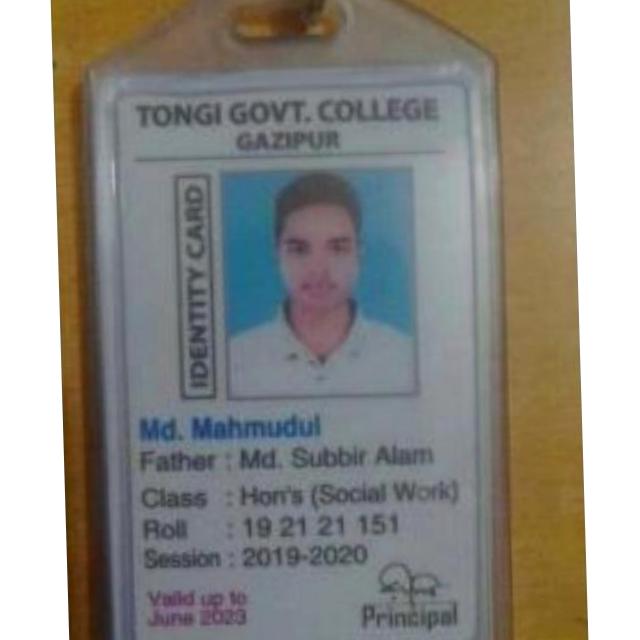 TONGI GOVT. COLLEGE
GAZIPUR
IDENTITY CARD
Md. Mahmudul
Father : Md. Subbir Alam
Class : Hon's (Social Work)
Roll : 19 21 21 151
Session : 2019-2020
Valid up to
June 2023
Principal